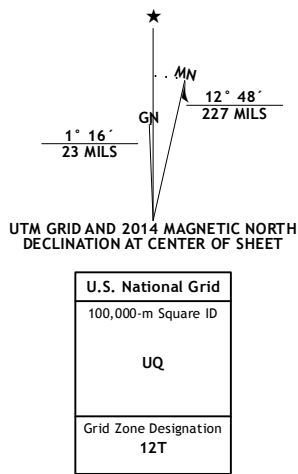 ★
MN
GN
12° 48´
227 MILS
1° 16´
23 MILS
UTM GRID AND 2014 MAGNETIC NORTH
DECLINATION AT CENTER OF SHEET
U.S. National Grid
100,000-m Square ID
UQ
Grid Zone Designation
12T